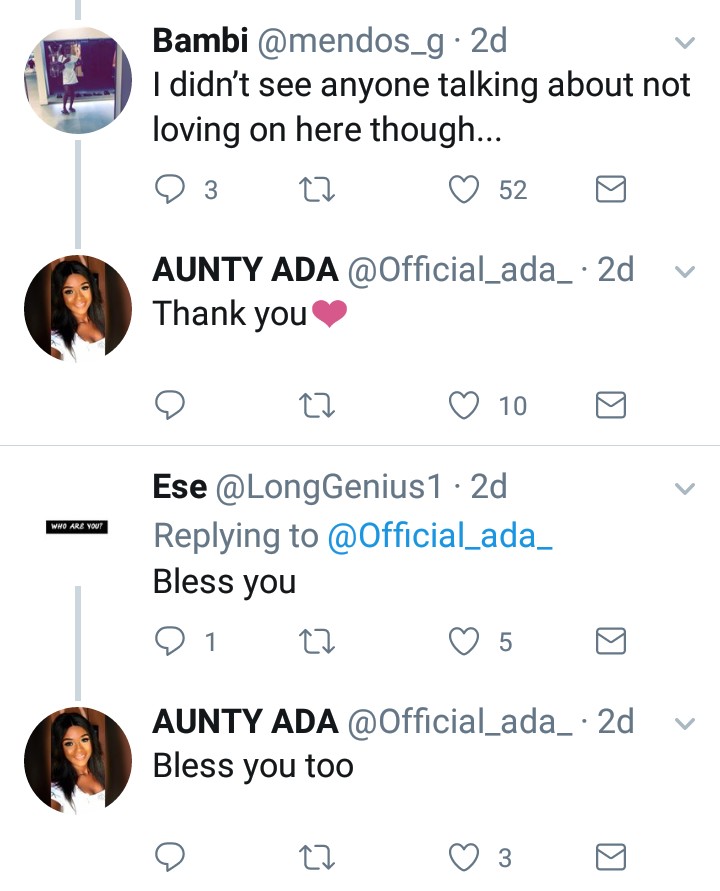 Bambi @mendos_g · 2d
I didn’t see anyone talking about not
loving on here though...
3 52
AUNTY ADA @Official_ada_ · 2d
Thank you❤
10
Ese @LongGenius1 · 2d
WHO ARE YOU?
Replying to @Official_ada_
Bless you
1 5
AUNTY ADA @Official_ada_ · 2d
Bless you too
3